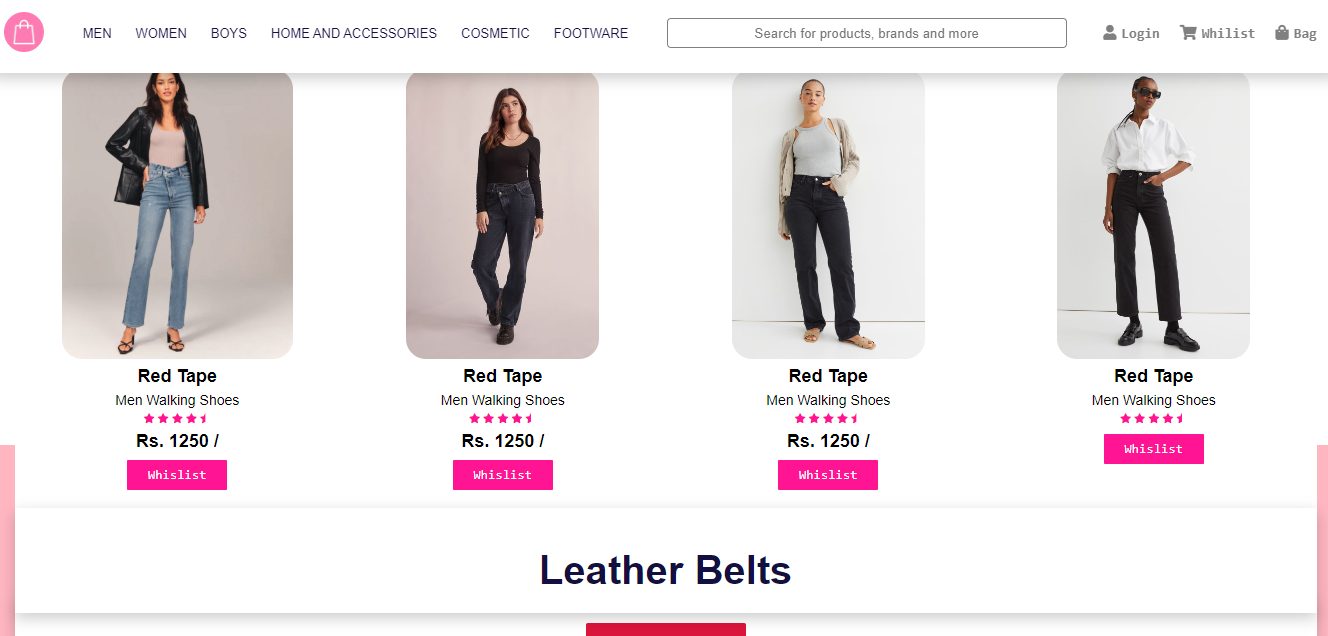 MEN WOMEN BOYS HOME AND ACCESSORIES COSMETIC FOOTWARE Search for products, brands and more Login Whilist Bag
Red Tape Red Tape Red Tape Red Tape
Men Walking Shoes Men Walking Shoes Men Walking Shoes Men Walking Shoes
Rs. 1250 / Rs. 1250 / Rs. 1250 /
Whislist Whislist Whislist Whislist
Leather Belts